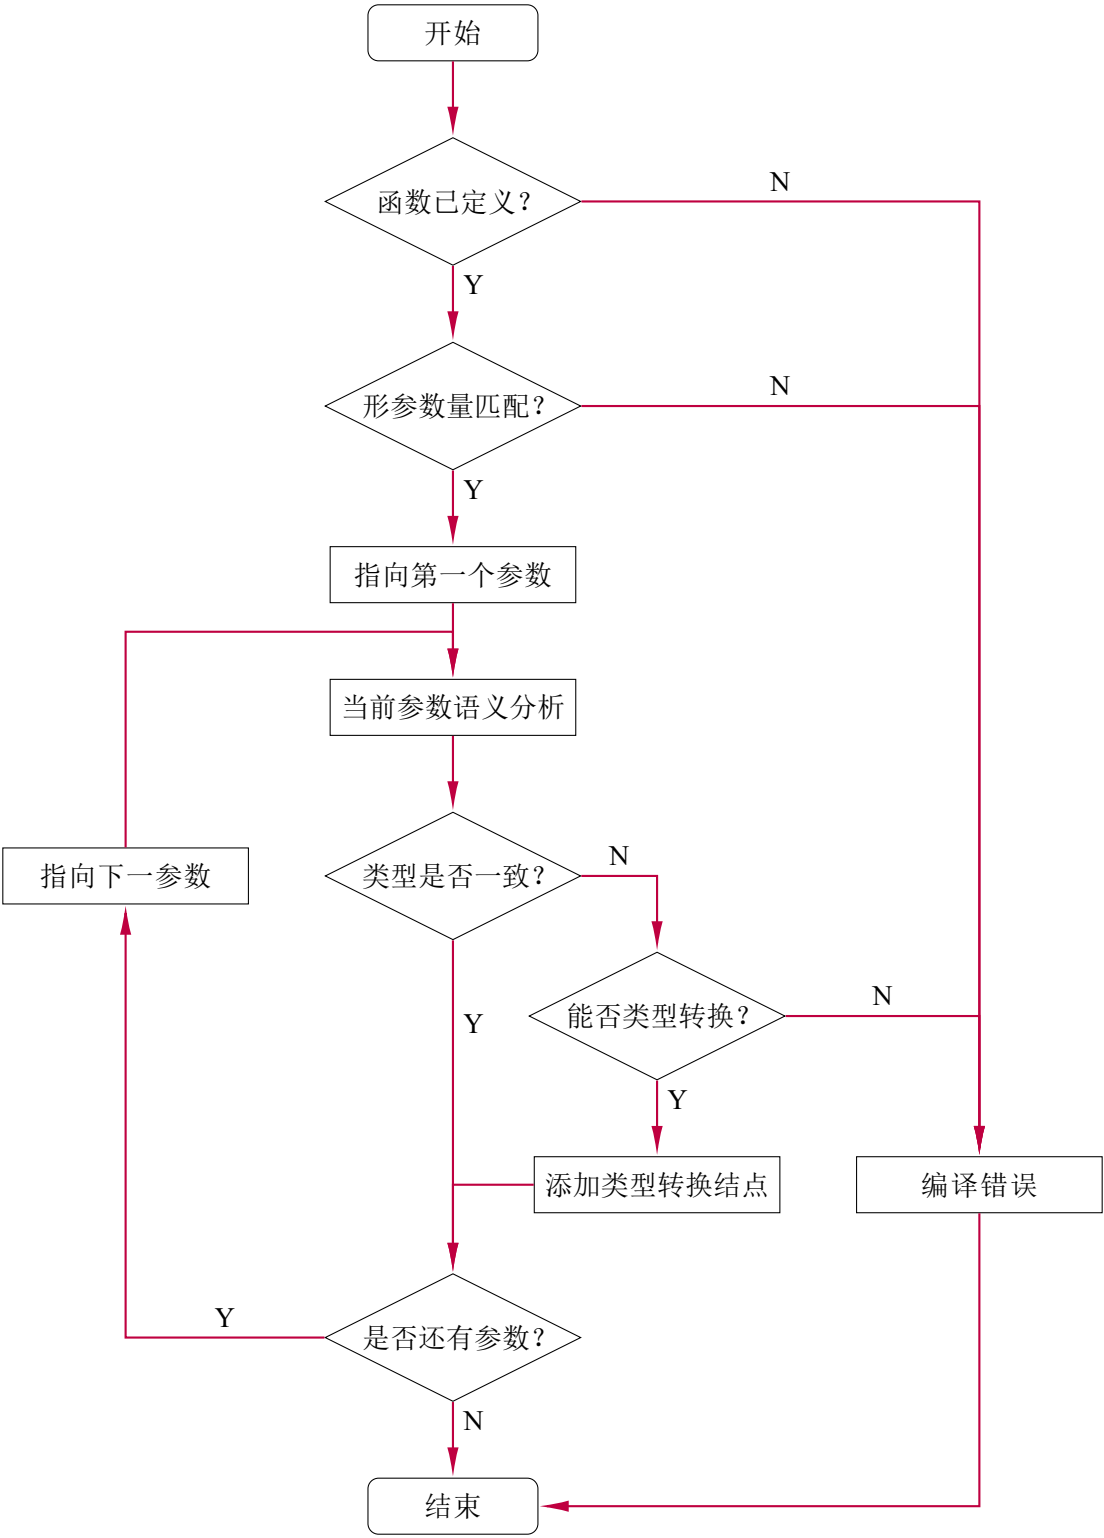 开始
函数已定义？
N
Y
形参数量匹配？
N
Y
指向第一个参数
当前参数语义分析
指向下一参数
类型是否一致？
N
能否类型转换？
N
Y
Y
添加类型转换结点
编译错误
Y
是否还有参数？
N
结束